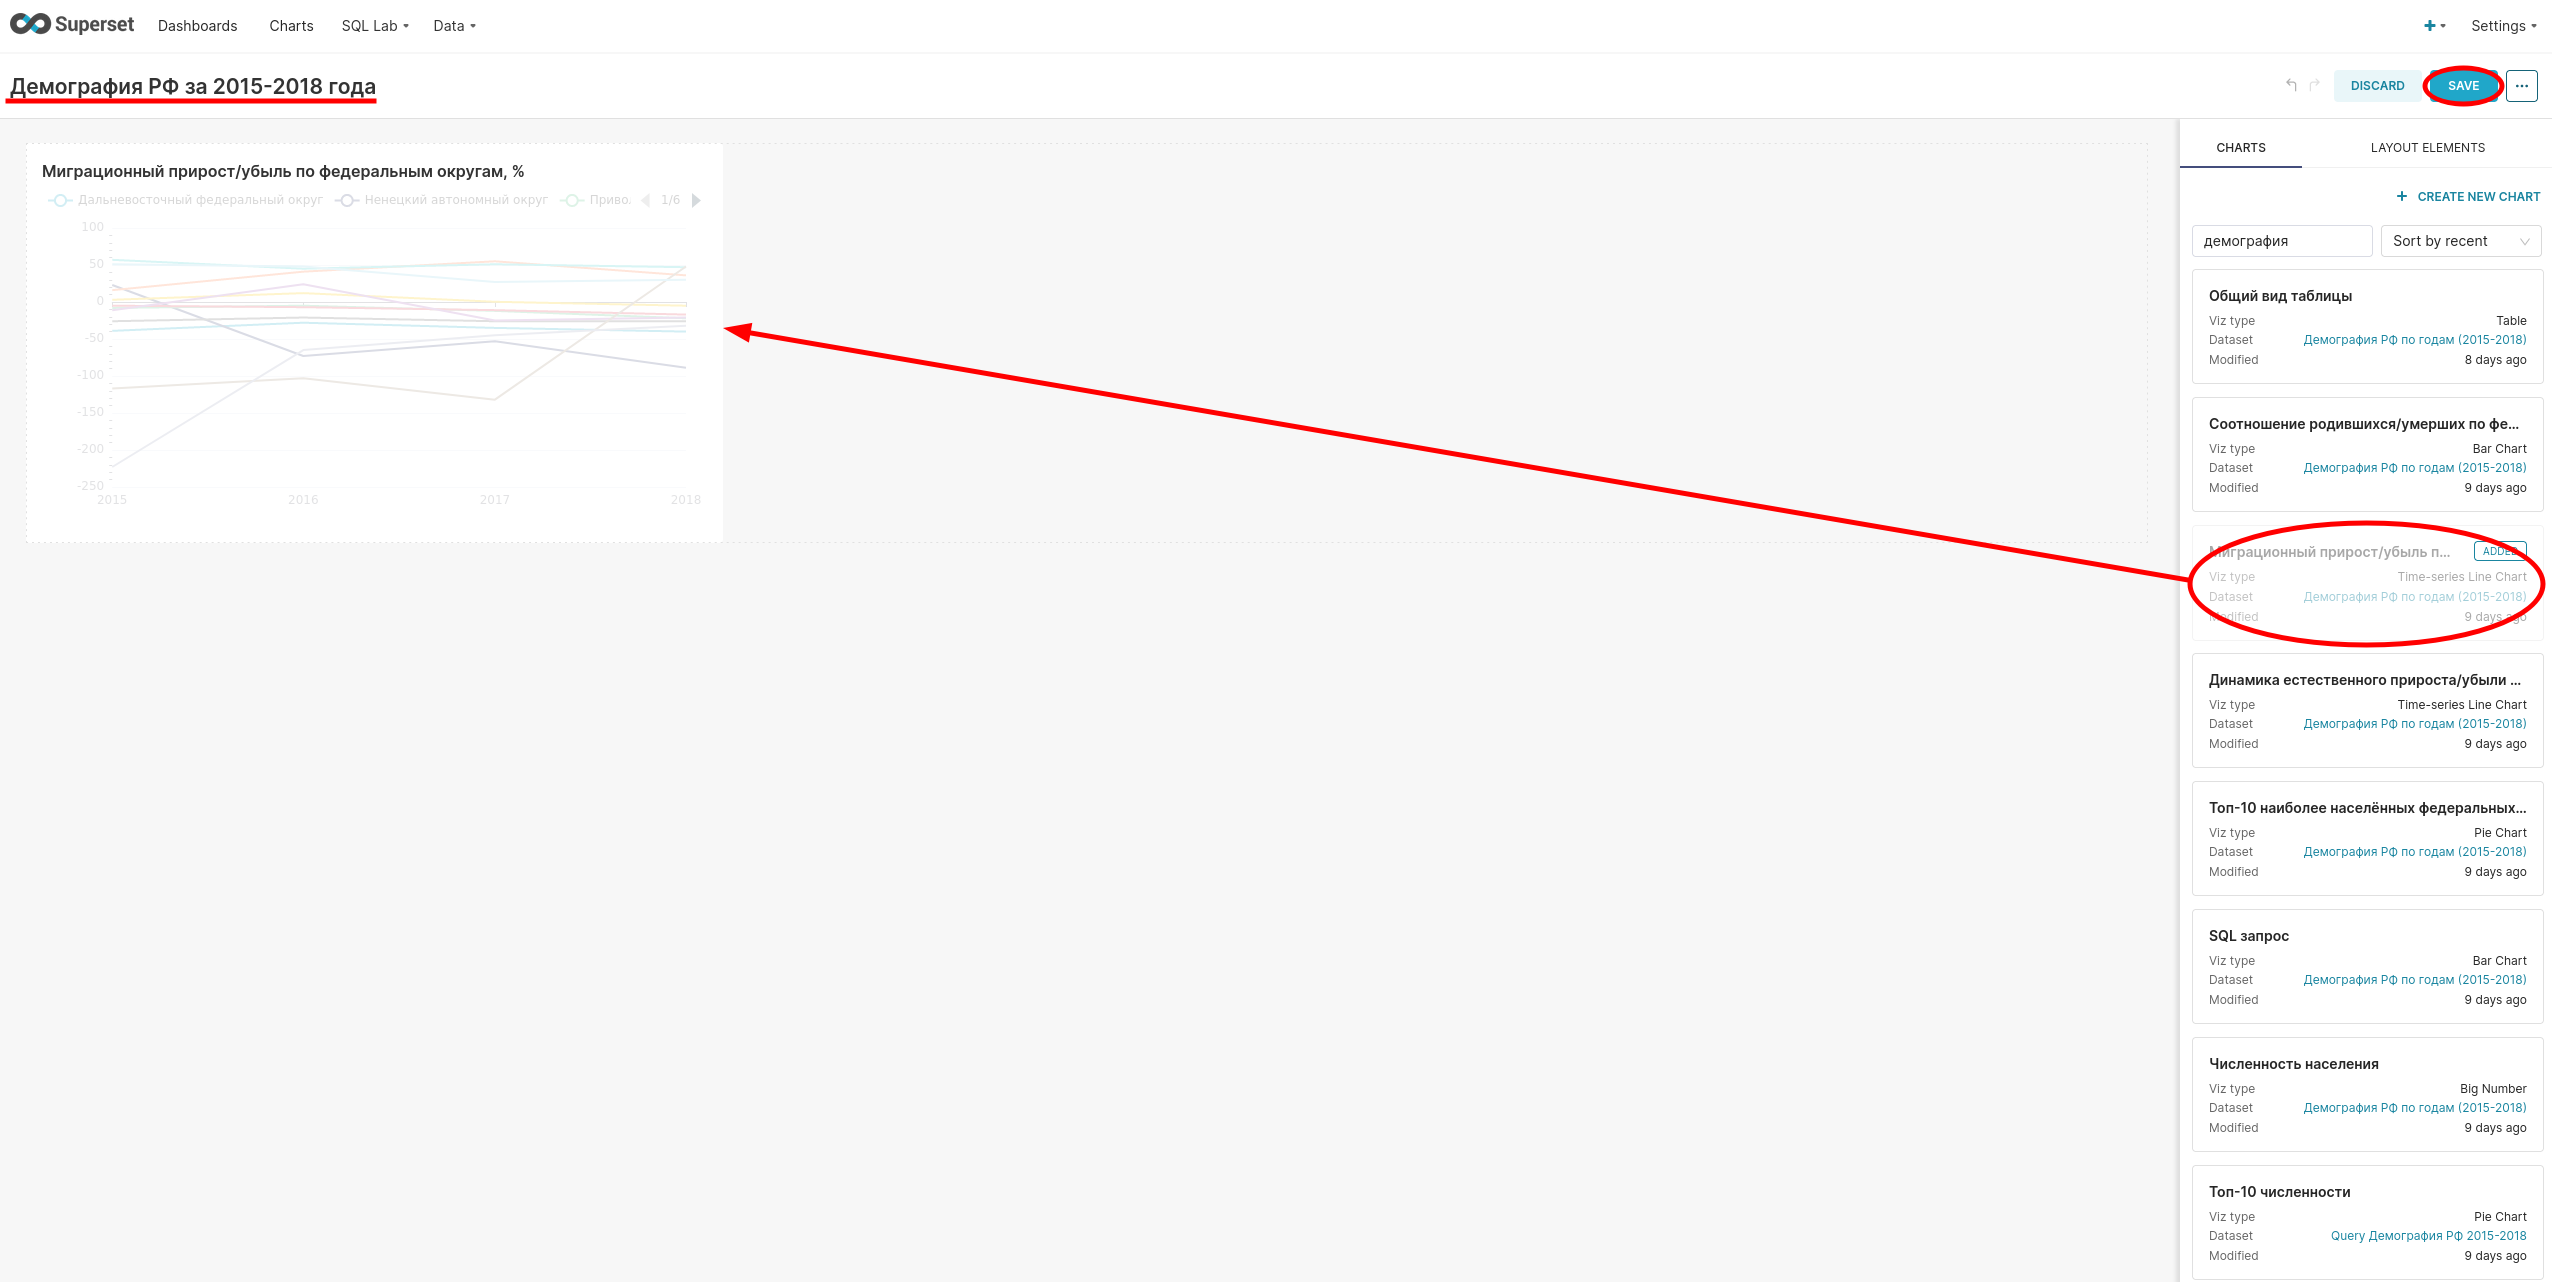 Superset Dashboards Charts SQL Lab Data Settings
Демография РФ за 2015-2018 года
DISCARD SAVE ...
Миграционный прирост/убыль по федеральным округам, %
Дальневосточный федеральный округ Ненецкий автономный округ Приво. 1/6
100
50
0
-50
-100
-150
-200
-250
2015 2016 2017 2018
CHARTS LAYOUT ELEMENTS
+ CREATE NEW CHART
демография Sort by recent
Общий вид таблицы
Viz type Table
Dataset Демография РФ по годам (2015-2018)
Modified 8 days ago
Соотношение родившихся/умерших по фе...
Viz type Bar Chart
Dataset Демография РФ по годам (2015-2018)
Modified 9 days ago
Миграционный прирост/убыль п... ADDED
Viz type Time-series Line Chart
Dataset Демография РФ по годам (2015-2018)
Modified 9 days ago
Динамика естественного прироста/убыли ...
Viz type Time-series Line Chart
Dataset Демография РФ по годам (2015-2018)
Modified 9 days ago
Топ-10 наиболее населённых федеральных...
Viz type Pie Chart
Dataset Демография РФ по годам (2015-2018)
Modified 9 days ago
SQL запрос
Viz type Bar Chart
Dataset Демография РФ по годам (2015-2018)
Modified 9 days ago
Численность населения
Viz type Big Number
Dataset Демография РФ по годам (2015-2018)
Modified 9 days ago
Топ-10 численности
Viz type Pie Chart
Dataset Query Демография РФ 2015-2018
Modified 9 days ago